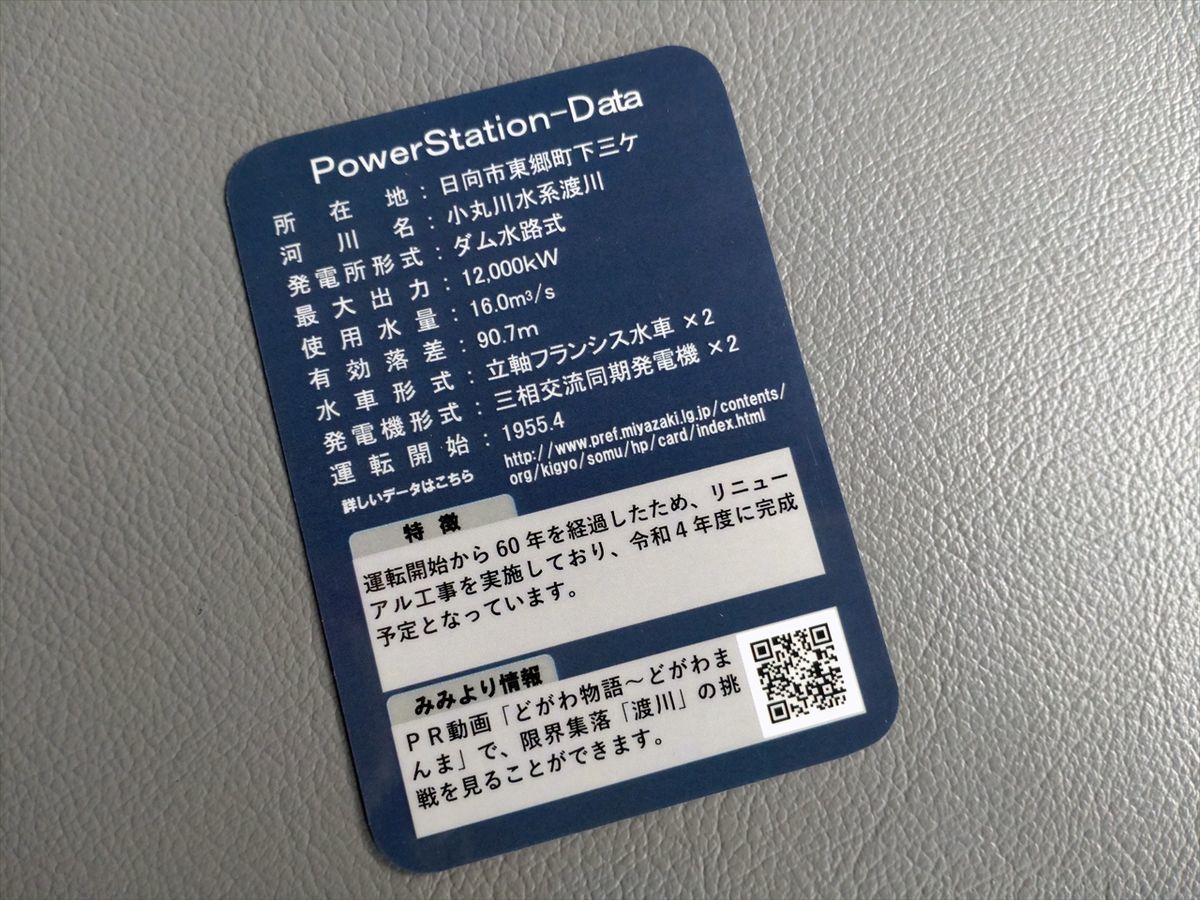 PowerStation-Data
所在地：日向市東郷町下三ケ
河川名：小丸川水系渡川
発電所形式：ダム水路式
最大出力：12,000kW
使用水量：16.0m³/s
有効落差：90.7m
水車形式：立軸フランシス水車 ×2
発電機形式：三相交流同期発電機 ×2
運転開始：1955.4
詳しいデータはこちら
http://www.pref.miyazaki.lg.jp/contents/
org/kigyo/somu/hp/card/index.html
特徴
運転開始から60年を経過したため、リニュー
アル工事を実施しており、令和4年度に完成
予定となっています。
みみより情報
ＰＲ動画「どがわ物語～どがわま
んま」で、限界集落「渡川」の挑
戦を見ることができます。